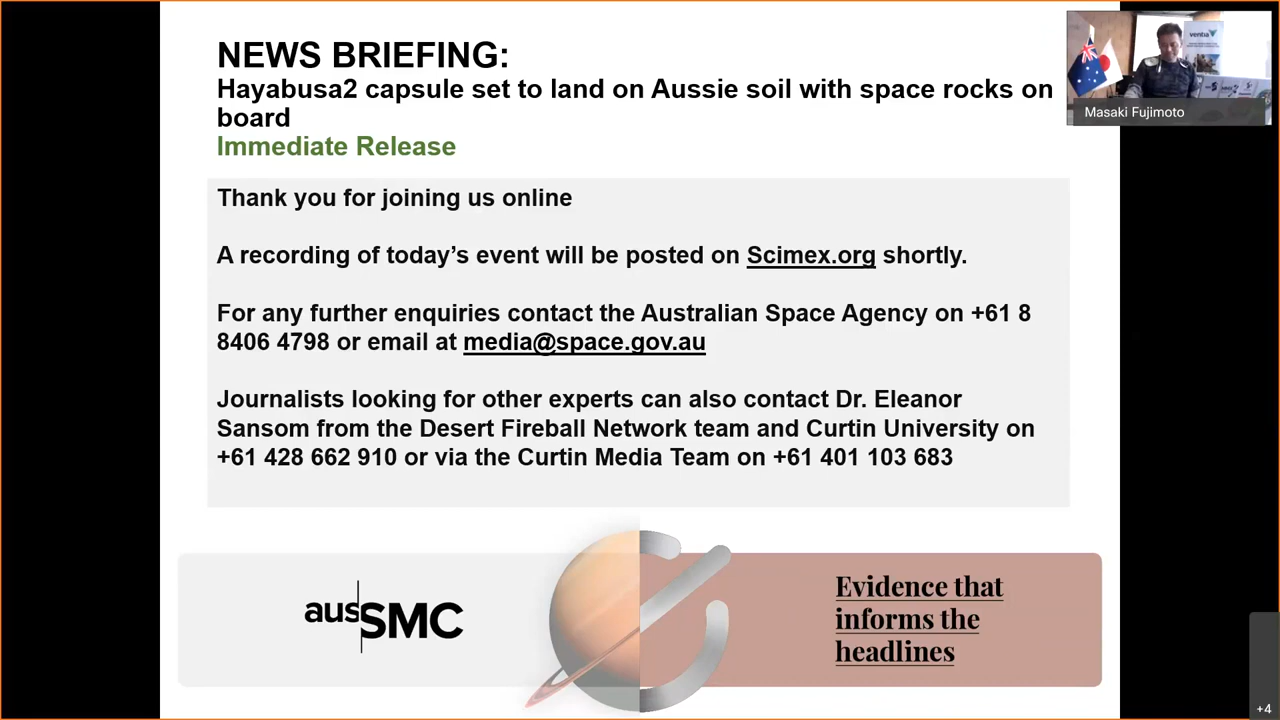 NEWS BRIEFING:
Hayabusa2 capsule set to land on Aussie soil with space rocks on
board
Immediate Release
Thank you for joining us online
A recording of today’s event will be posted on Scimex.org shortly.
For any further enquiries contact the Australian Space Agency on +61 8
8406 4798 or email at media@space.gov.au
Journalists looking for other experts can also contact Dr. Eleanor
Sansom from the Desert Fireball Network team and Curtin University on
+61 428 662 910 or via the Curtin Media Team on +61 401 103 683
venba
Masaki Fujimoto
ausSMC
Evidence that
informs the
headlines
+4